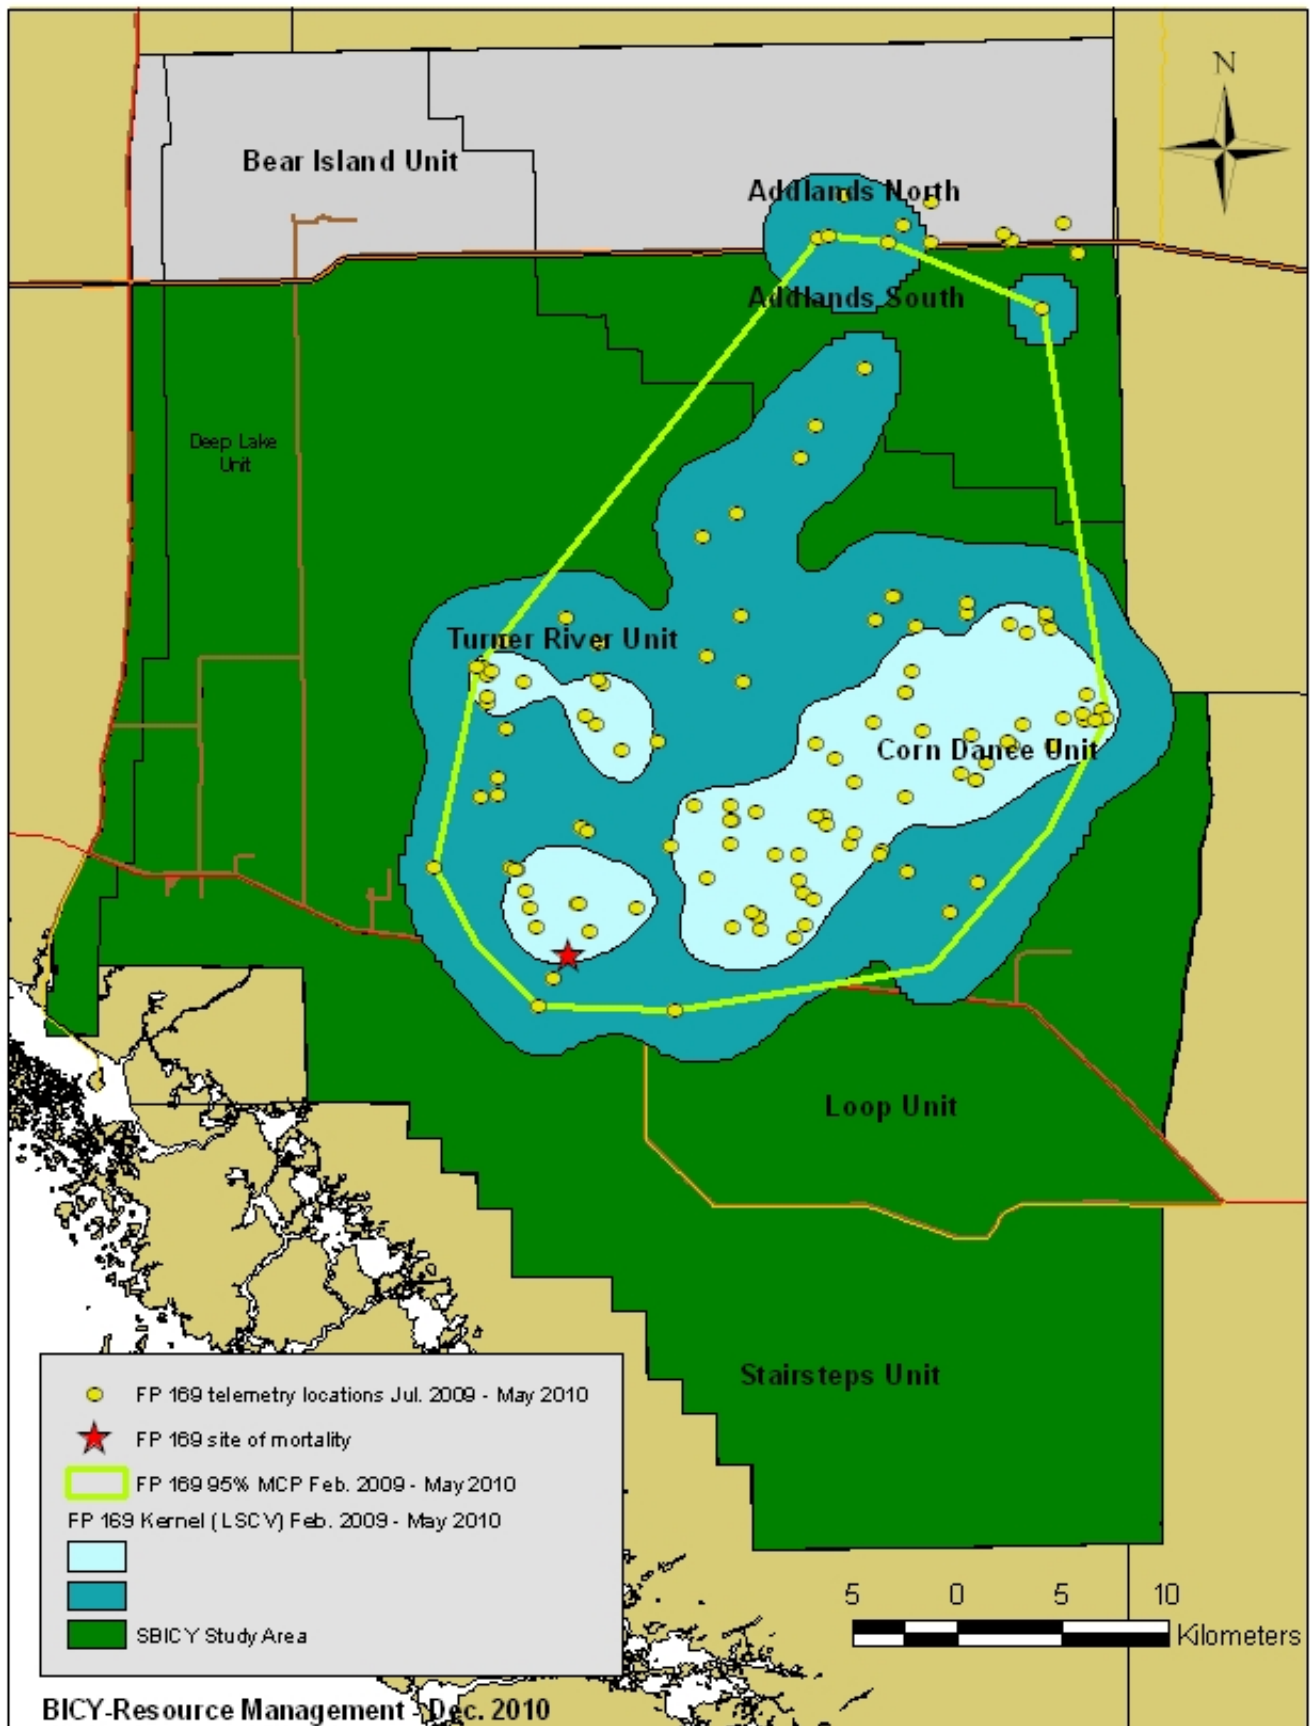 N
Bear Island Unit
Addlands North
Addlands South
Deep Lake
Unit
Turner River Unit
Corn Dance Unit
Loop Unit
Stairsteps Unit
FP 169 telemetry locations Jul. 2009 - May 2010
FP 169 site of mortality
FP 169 95% MCP Feb. 2009 - May 2010
FP 169 Kernel (LSCV) Feb. 2009 - May 2010
SBICY Study Area
5 0 5 10
Kilometers
BICY-Resource Management - Dec. 2010